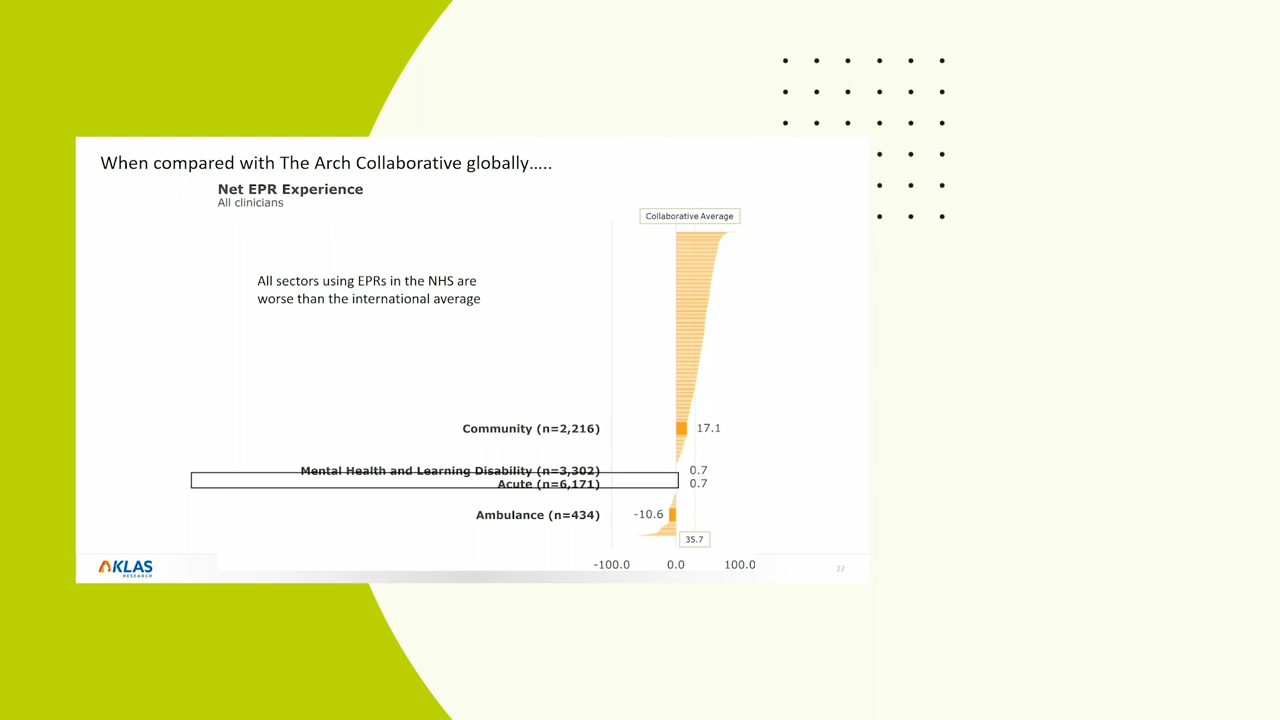 When compared with The Arch Collaborative globally.....
Net EPR Experience
All clinicians
Collaborative Average
All sectors using EPRs in the NHS are
worse than the international average
Community (n=2,216) 17.1
Mental Health and Learning Disability (n=3,302) 0.7
Acute (n=6,171) 0.7
Ambulance (n=434) -10.6
35.7
-100.0 0.0 100.0
KLAS
RESEARCH
22